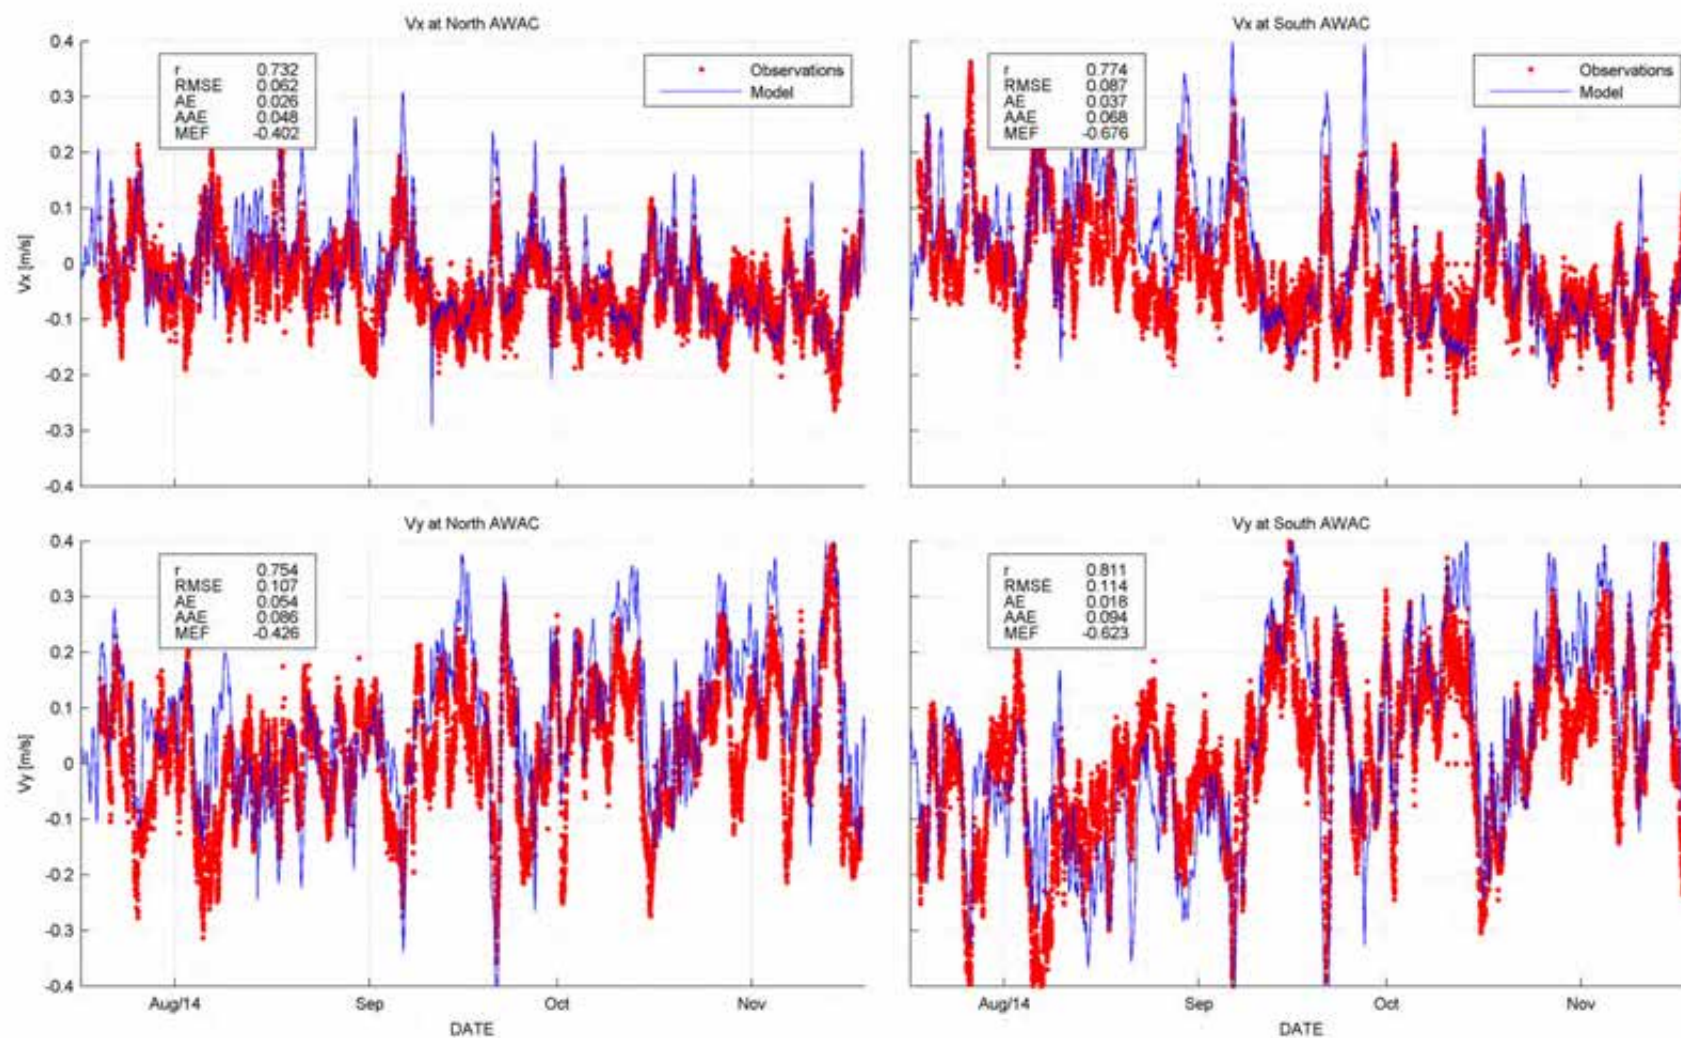 Vx at North AWAC
0.4
0.3
0.2
0.1
0
-0.1
-0.2
-0.3
-0.4
Vx [m/s]
r 0.732
RMSE 0.062
AE 0.026
AAE 0.048
MEF -0.402
Observations
Model
Vx at South AWAC
r 0.774
RMSE 0.087
AE 0.037
AAE 0.068
MEF -0.676
Observations
Model
Vy at North AWAC
0.4
0.3
0.2
0.1
0
-0.1
-0.2
-0.3
-0.4
Vy [m/s]
r 0.754
RMSE 0.107
AE 0.054
AAE 0.086
MEF -0.426
Aug/14 Sep Oct Nov
DATE
Vy at South AWAC
r 0.811
RMSE 0.114
AE 0.018
AAE 0.094
MEF -0.623
Aug/14 Sep Oct Nov
DATE